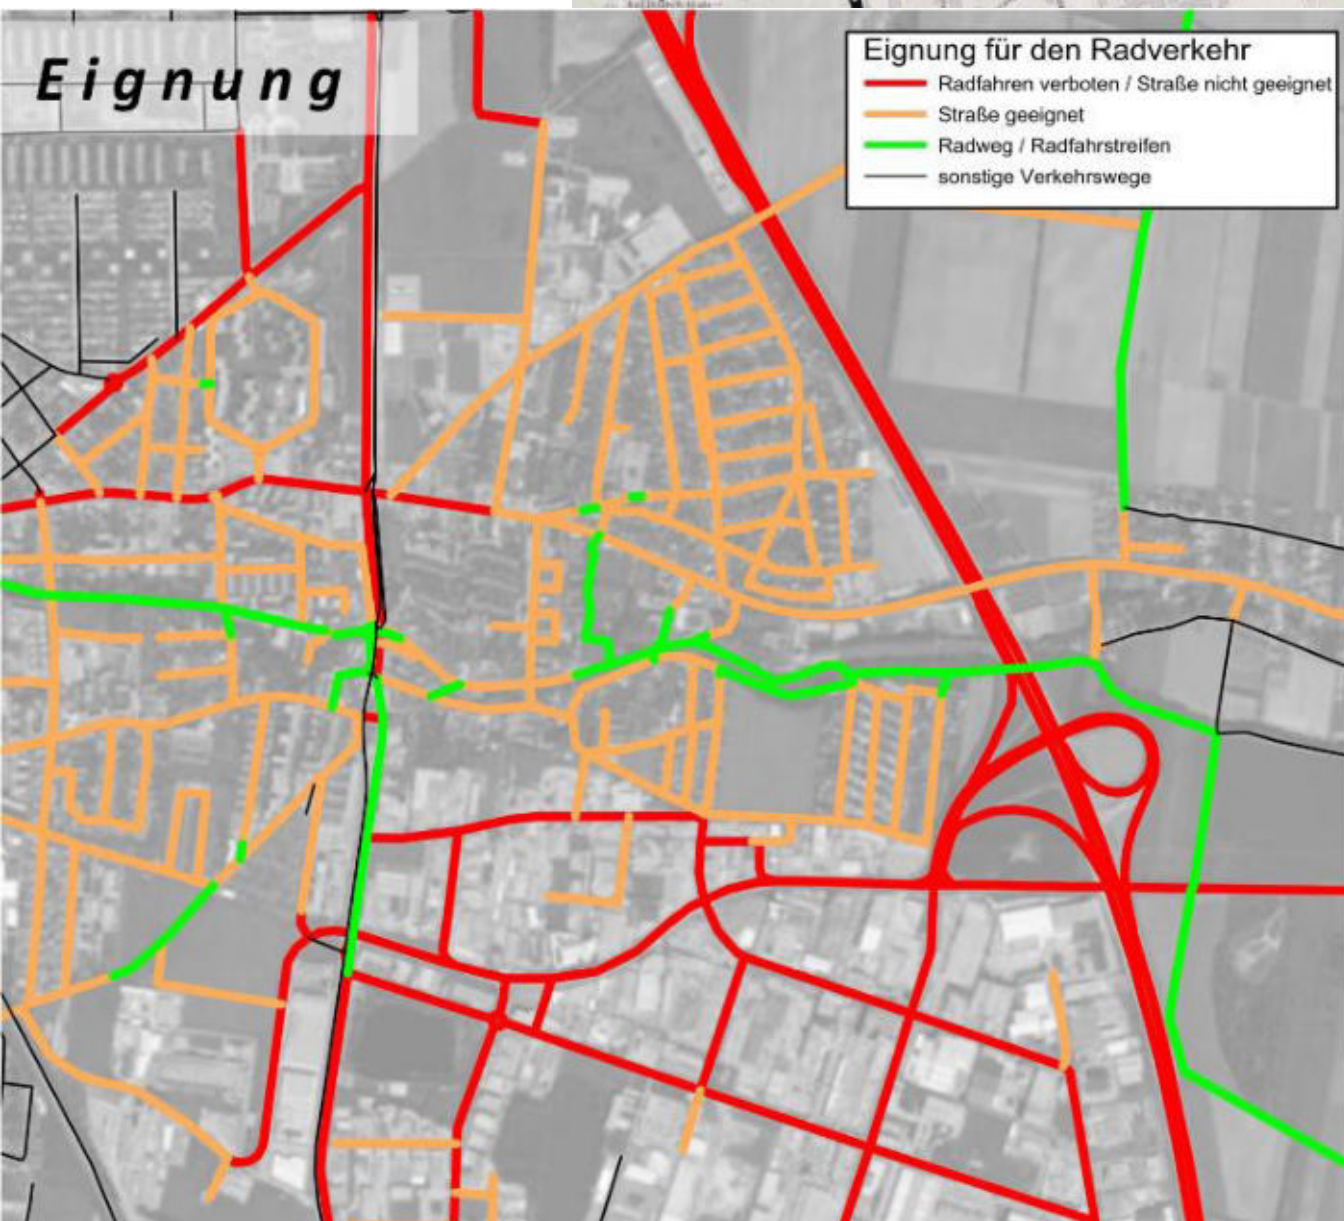 Eignung
Eignung für den Radverkehr
Radfahren verboten / Straße nicht geeignet
Straße geeignet
Radweg / Radfahrstreifen
sonstige Verkehrswege